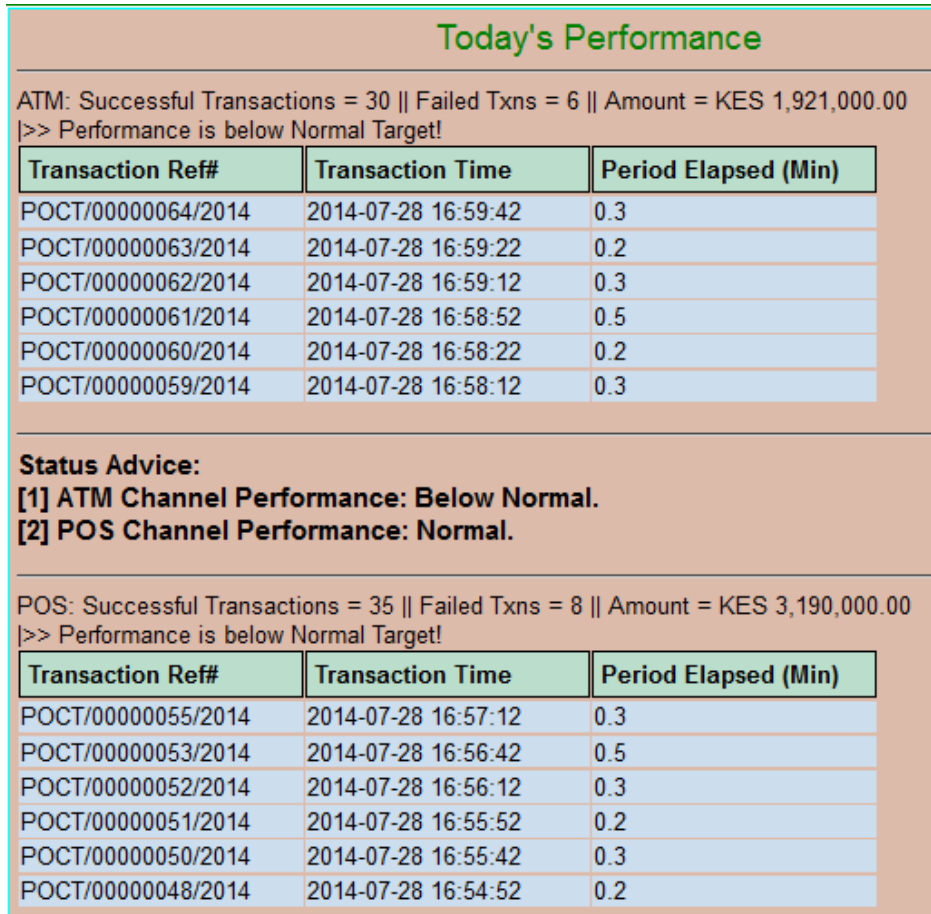 Today's Performance
ATM: Successful Transactions = 30 || Failed Txns = 6 || Amount = KES 1,921,000.00
|>> Performance is below Normal Target!
Transaction Ref# Transaction Time Period Elapsed (Min)
POCT/00000064/2014 2014-07-28 16:59:42 0.3
POCT/00000063/2014 2014-07-28 16:59:22 0.2
POCT/00000062/2014 2014-07-28 16:59:12 0.3
POCT/00000061/2014 2014-07-28 16:58:52 0.5
POCT/00000060/2014 2014-07-28 16:58:22 0.2
POCT/00000059/2014 2014-07-28 16:58:12 0.3
Status Advice:
[1] ATM Channel Performance: Below Normal.
[2] POS Channel Performance: Normal.
POS: Successful Transactions = 35 || Failed Txns = 8 || Amount = KES 3,190,000.00
|>> Performance is below Normal Target!
Transaction Ref# Transaction Time Period Elapsed (Min)
POCT/00000055/2014 2014-07-28 16:57:12 0.3
POCT/00000053/2014 2014-07-28 16:56:42 0.5
POCT/00000052/2014 2014-07-28 16:56:12 0.3
POCT/00000051/2014 2014-07-28 16:55:52 0.2
POCT/00000050/2014 2014-07-28 16:55:42 0.3
POCT/00000048/2014 2014-07-28 16:54:52 0.2